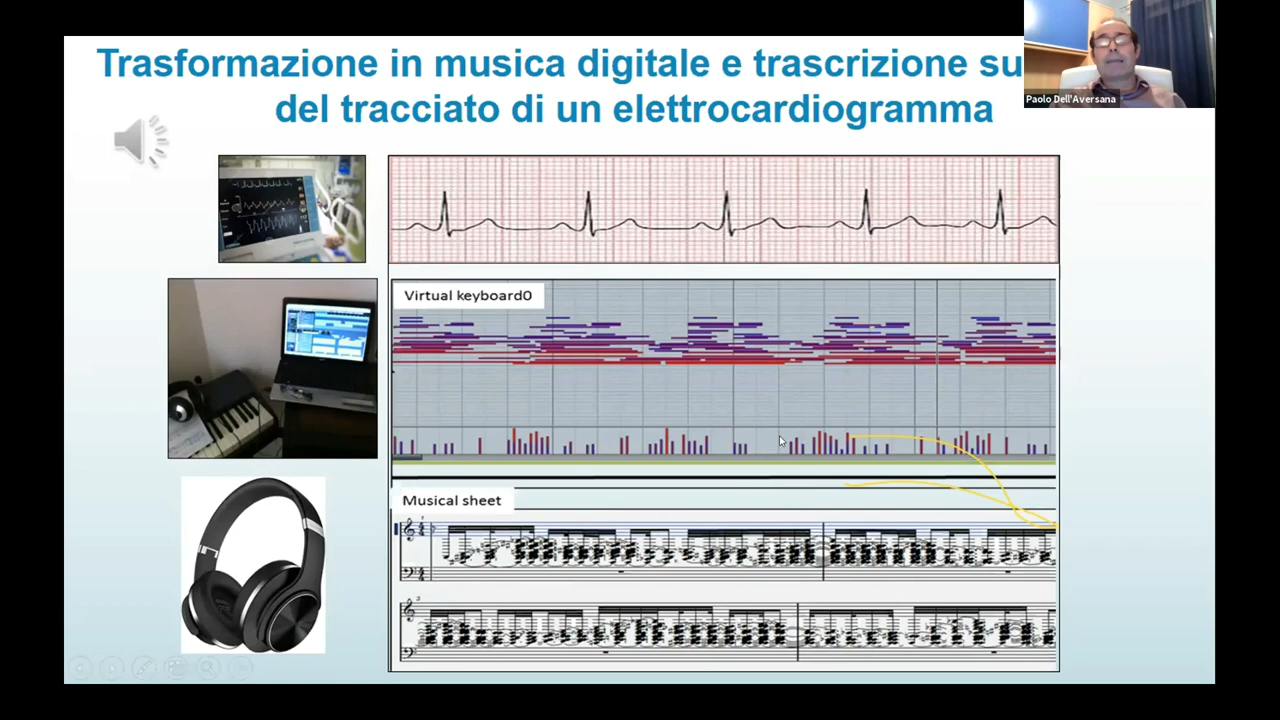 Trasformazione in musica digitale e trascrizione su
del tracciato di un elettrocardiogramma
Paolo Dell'Aversana
Virtual keyboard0
Musical sheet